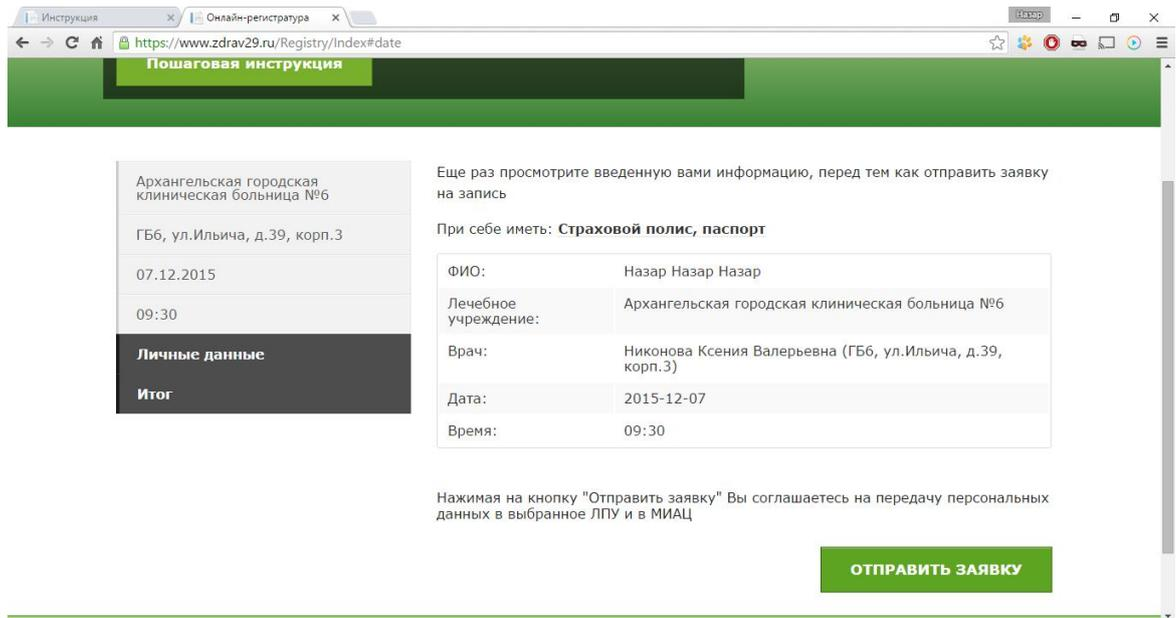 Инструкция
Онлайн-регистратура
Назар
https://www.zdrav29.ru/Registry/Index#date
Пошаговая инструкция
Архангельская городская
клиническая больница №6
ГБ6, ул.Ильича, д.39, корп.3
07.12.2015
09:30
Личные данные
Итог
Еще раз просмотрите введенную вами информацию, перед тем как отправить заявку
на запись
При себе иметь: Страховой полис, паспорт
ФИО: Назар Назар Назар
Лечебное
учреждение: Архангельская городская клиническая больница №6
Врач: Никонова Ксения Валерьевна (ГБ6, ул.Ильича, д.39,
корп.3)
Дата: 2015-12-07
Время: 09:30
Нажимая на кнопку "Отправить заявку" Вы соглашаетесь на передачу персональных
данных в выбранное ЛПУ и в МИАЦ
ОТПРАВИТЬ ЗАЯВКУ